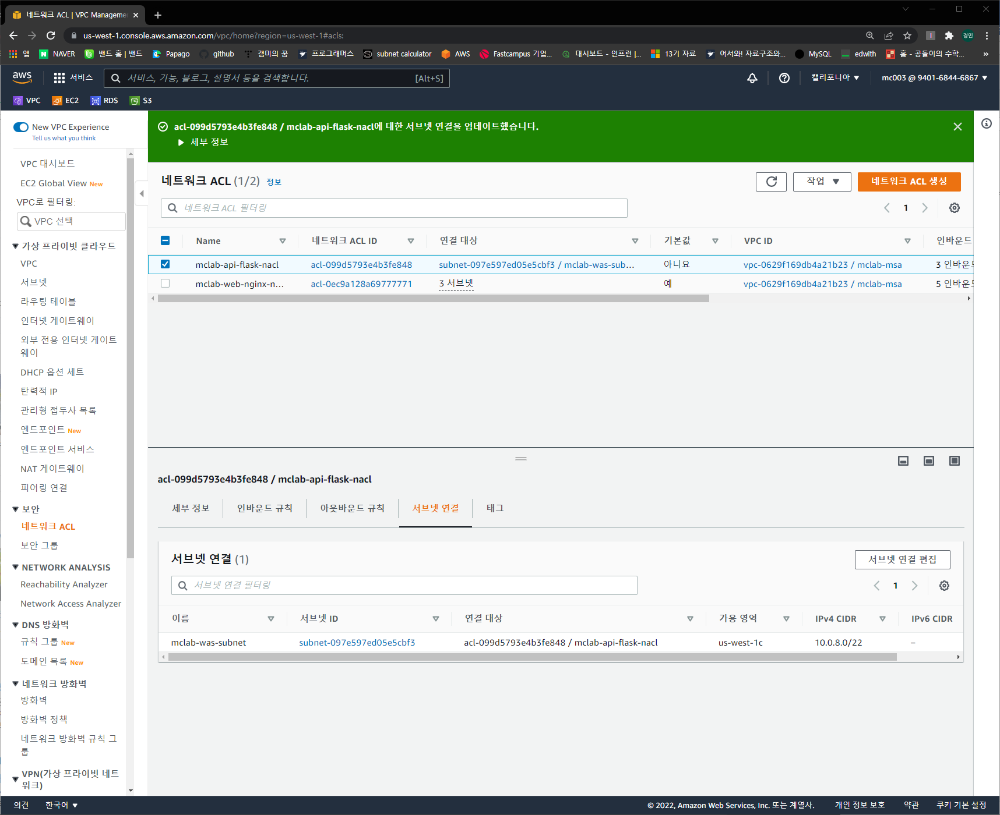 네트워크 ACL | VPC Manageme
us-west-1.console.aws.amazon.com/vpc/home?region=us-west-1#acls:
경민
앱 NAVER 밴드 홈 | 밴드 Papago github 캠미의 꿈 프로그래머스 subnet calculator AWS Fastcampus 기업... 대시보드 - 인프런 |... 13기 자료 어서와! 자료구조와... MySQL edwith 홈 - 공돌이의 수학... »
aws 서비스 서비스, 기능, 블로그, 설명서 등을 검색합니다. [Alt+S] 캘리포니아 mc003 @ 9401-6844-6867
VPC EC2 RDS S3
New VPC Experience
Tell us what you think
VPC 대시보드
EC2 Global View New
VPC로 필터링:
VPC 선택
가상 프라이빗 클라우드
VPC
서브넷
라우팅 테이블
인터넷 게이트웨이
외부 전용 인터넷 게이트
웨이
DHCP 옵션 세트
탄력적 IP
관리형 접두사 목록
엔드포인트 New
엔드포인트 서비스
NAT 게이트웨이
피어링 연결
보안
네트워크 ACL
보안 그룹
NETWORK ANALYSIS
Reachability Analyzer
Network Access Analyzer
DNS 방화벽
규칙 그룹 New
도메인 목록 New
네트워크 방화벽
방화벽
방화벽 정책
네트워크 방화벽 규칙 그
룹
VPN(가상 프라이빗 네트
워크)
acl-099d5793e4b3fe848 / mclab-api-flask-nacl에 대한 서브넷 연결을 업데이트했습니다.
세부 정보
네트워크 ACL (1/2) 정보 작업 네트워크 ACL 생성
네트워크 ACL 필터링 1
Name 네트워크 ACL ID 연결 대상 기본값 VPC ID 인바운드
mclab-api-flask-nacl acl-099d5793e4b3fe848 subnet-097e597ed05e5cbf3 / mclab-was-sub... 아니요 vpc-0629f169db4a21b23 / mclab-msa 3 인바운드
mclab-web-nginx-n... acl-0ec9a128a69777771 3 서브넷 예 vpc-0629f169db4a21b23 / mclab-msa 5 인바운드
acl-099d5793e4b3fe848 / mclab-api-flask-nacl
세부 정보 인바운드 규칙 아웃바운드 규칙 서브넷 연결 태그
서브넷 연결 (1) 서브넷 연결 편집
서브넷 연결 필터링 1
이름 서브넷 ID 연결 대상 가용 영역 IPv4 CIDR IPv6 CIDR
mclab-was-subnet subnet-097e597ed05e5cbf3 acl-099d5793e4b3fe848 / mclab-api-flask-nacl us-west-1c 10.0.8.0/22 –
의견 한국어 © 2022, Amazon Web Services, Inc. 또는 계열사. 개인 정보 보호 약관 쿠키 기본 설정